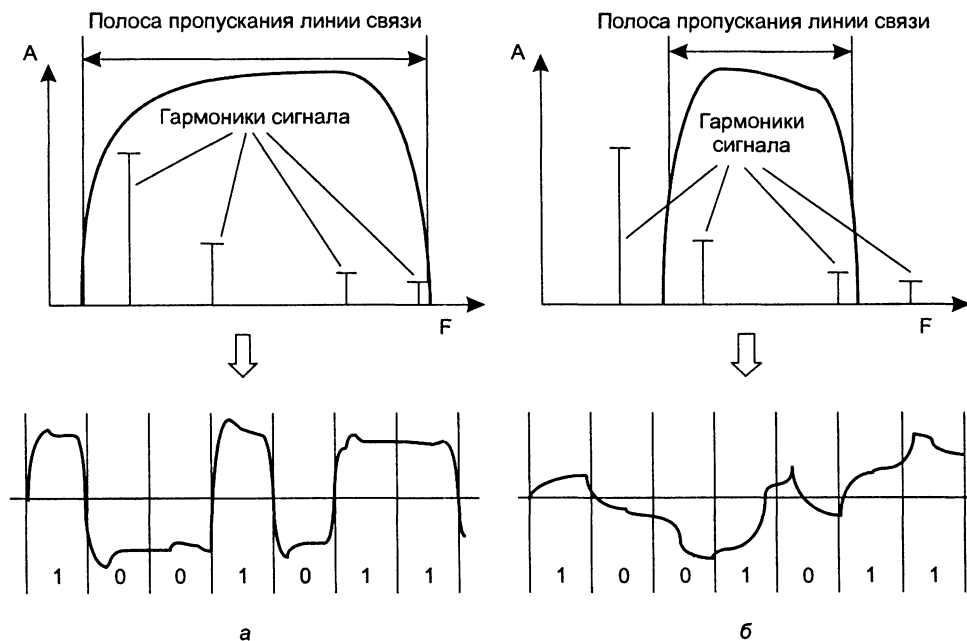 Полоса пропускания линии связи
A
Гармоники сигнала
F
1 0 0 1 0 1 1
а
Полоса пропускания линии связи
A
Гармоники
сигнала
F
1 0 0 1 0 1 1
б